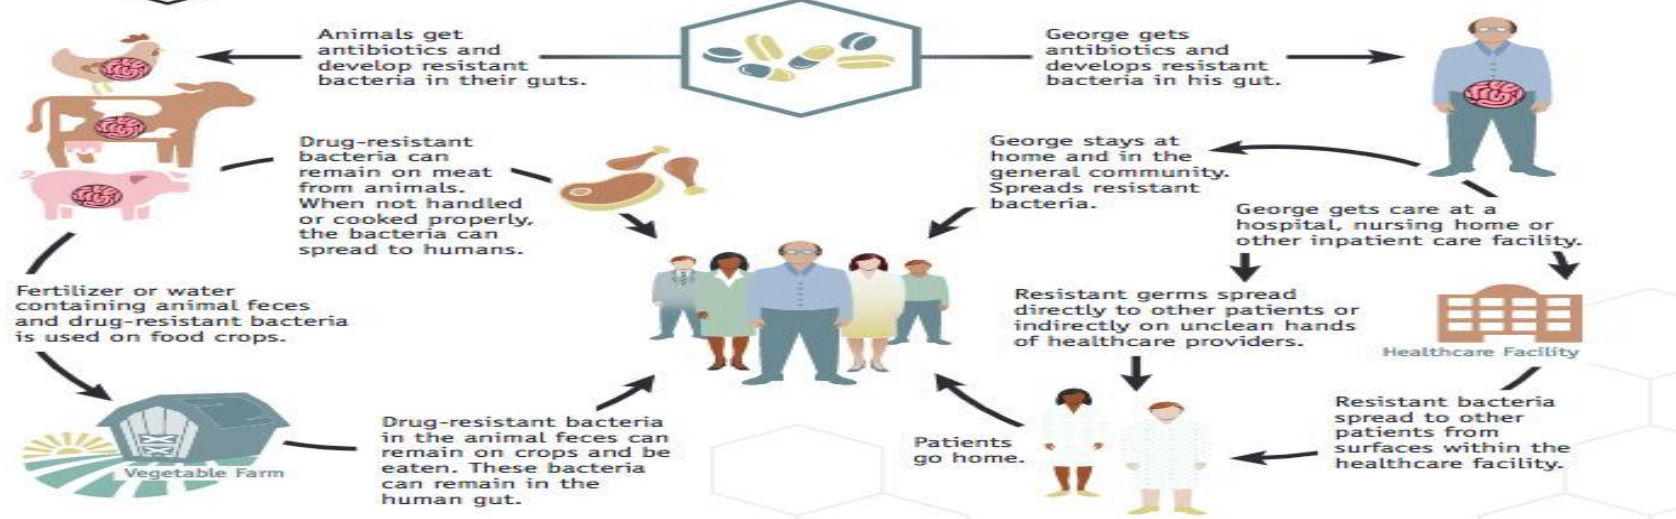 Animals get
antibiotics and
develop resistant
bacteria in their guts.
George gets
antibiotics and
develops resistant
bacteria in his gut.
Drug-resistant
bacteria can
remain on meat
from animals.
When not handled
or cooked properly,
the bacteria can
spread to humans.
George stays at
home and in the
general community.
Spreads resistant
bacteria.
George gets care at a
hospital, nursing home or
other inpatient care facility.
Fertilizer or water
containing animal feces
and drug-resistant bacteria
is used on food crops.
Resistant germs spread
directly to other patients or
indirectly on unclean hands
of healthcare providers.
Healthcare Facility
Vegetable Farm
Drug-resistant bacteria
in the animal feces can
remain on crops and be
eaten. These bacteria
can remain in the
human gut.
Patients
go home.
Resistant bacteria
spread to other
patients from
surfaces within the
healthcare facility.